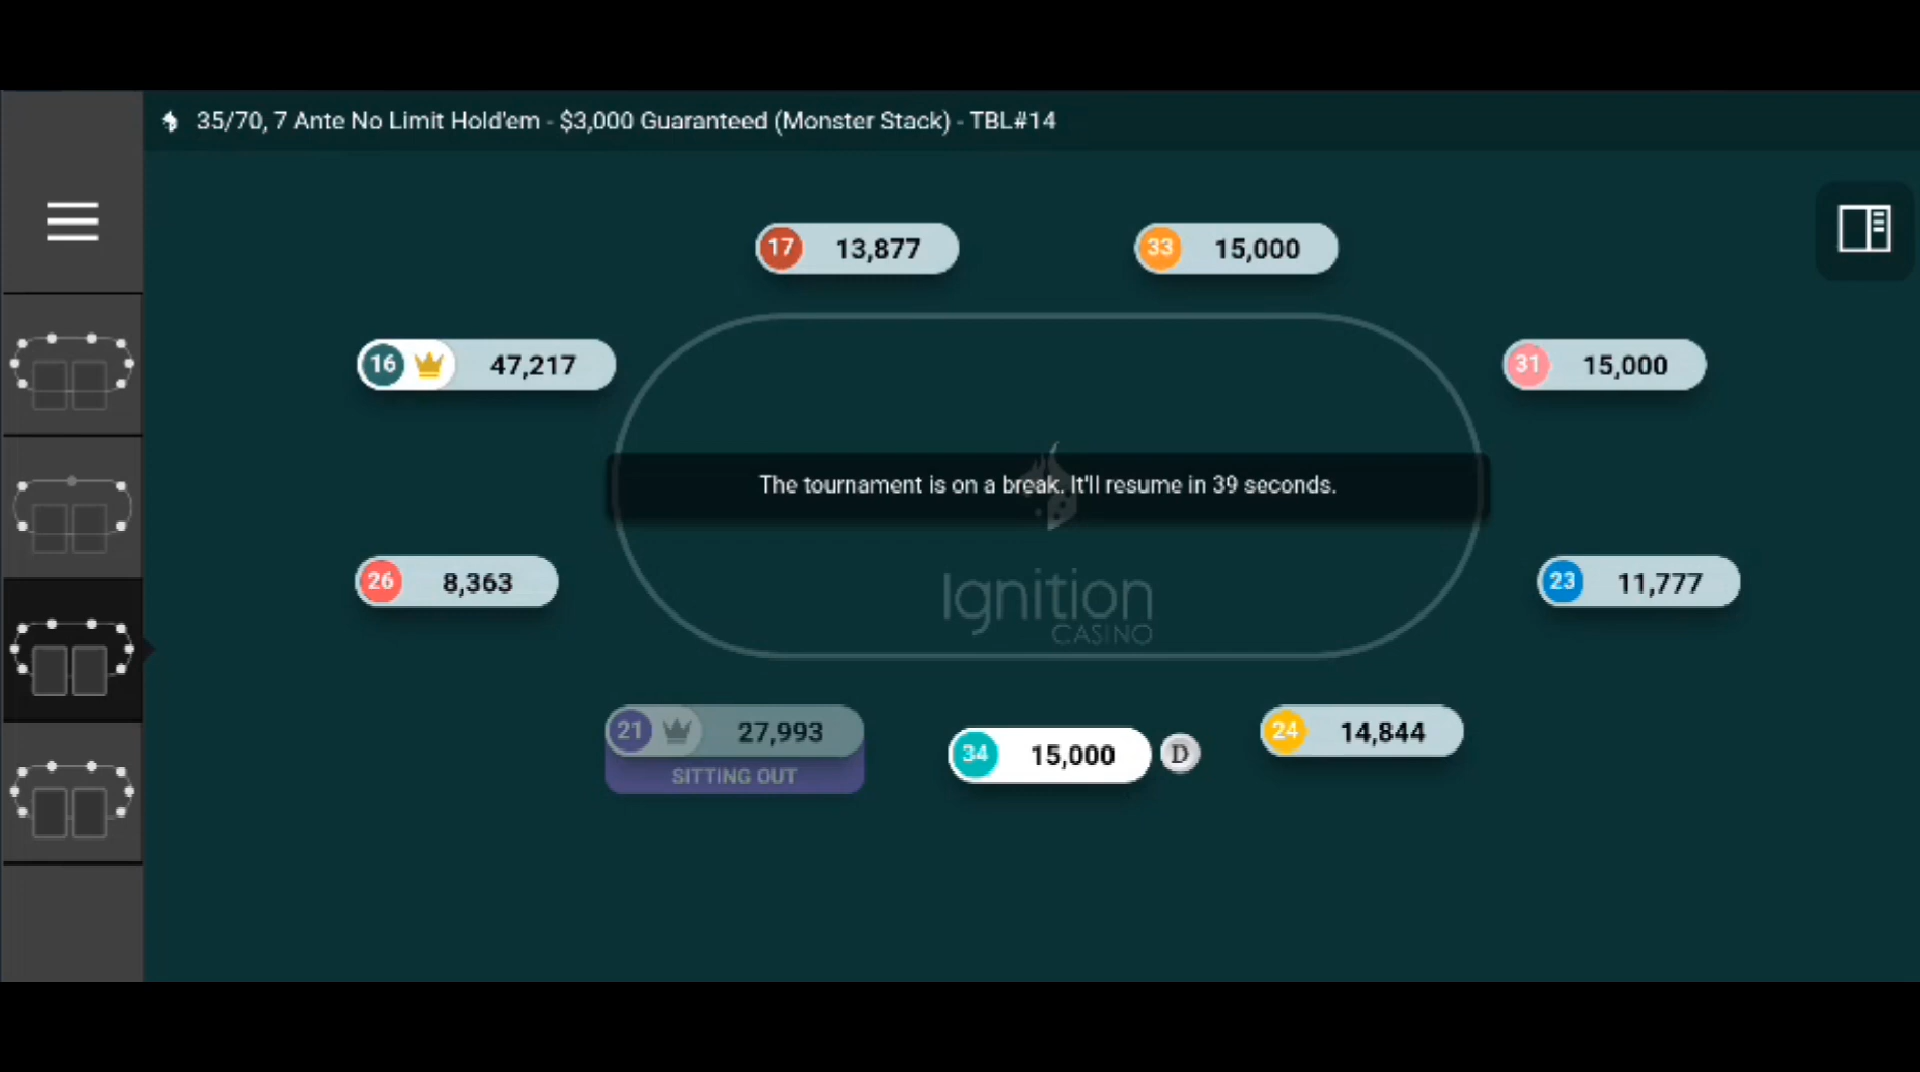 35/70, 7 Ante No Limit Hold'em - $3,000 Guaranteed (Monster Stack) - TBL#14
17 13,877
33 15,000
16 47,217
31 15,000
The tournament is on a break. It'll resume in 39 seconds.
26 8,363
23 11,777
Ignition
CASINO
21 27,993
SITTING OUT
34 15,000 D
24 14,844